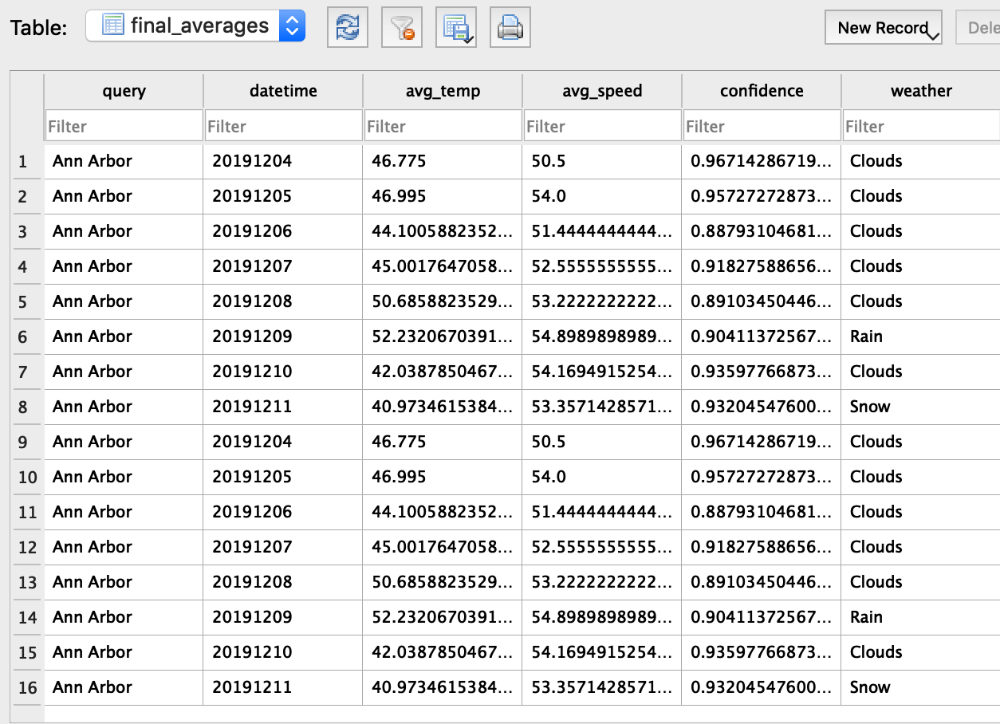 Table: final_averages New Record Dele
query datetime avg_temp avg_speed confidence weather
Filter Filter Filter Filter Filter Filter
1 Ann Arbor 20191204 46.775 50.5 0.96714286719... Clouds
2 Ann Arbor 20191205 46.995 54.0 0.95727272873... Clouds
3 Ann Arbor 20191206 44.1005882352... 51.4444444444... 0.88793104681... Clouds
4 Ann Arbor 20191207 45.0017647058... 52.5555555555... 0.91827588656... Clouds
5 Ann Arbor 20191208 50.6858823529... 53.2222222222... 0.89103450446... Clouds
6 Ann Arbor 20191209 52.2320670391... 54.8989898989... 0.90411372567... Rain
7 Ann Arbor 20191210 42.0387850467... 54.1694915254... 0.93597766873... Clouds
8 Ann Arbor 20191211 40.9734615384... 53.3571428571... 0.93204547600... Snow
9 Ann Arbor 20191204 46.775 50.5 0.96714286719... Clouds
10 Ann Arbor 20191205 46.995 54.0 0.95727272873... Clouds
11 Ann Arbor 20191206 44.1005882352... 51.4444444444... 0.88793104681... Clouds
12 Ann Arbor 20191207 45.0017647058... 52.5555555555... 0.91827588656... Clouds
13 Ann Arbor 20191208 50.6858823529... 53.2222222222... 0.89103450446... Clouds
14 Ann Arbor 20191209 52.2320670391... 54.8989898989... 0.90411372567... Rain
15 Ann Arbor 20191210 42.0387850467... 54.1694915254... 0.93597766873... Clouds
16 Ann Arbor 20191211 40.9734615384... 53.3571428571... 0.93204547600... Snow